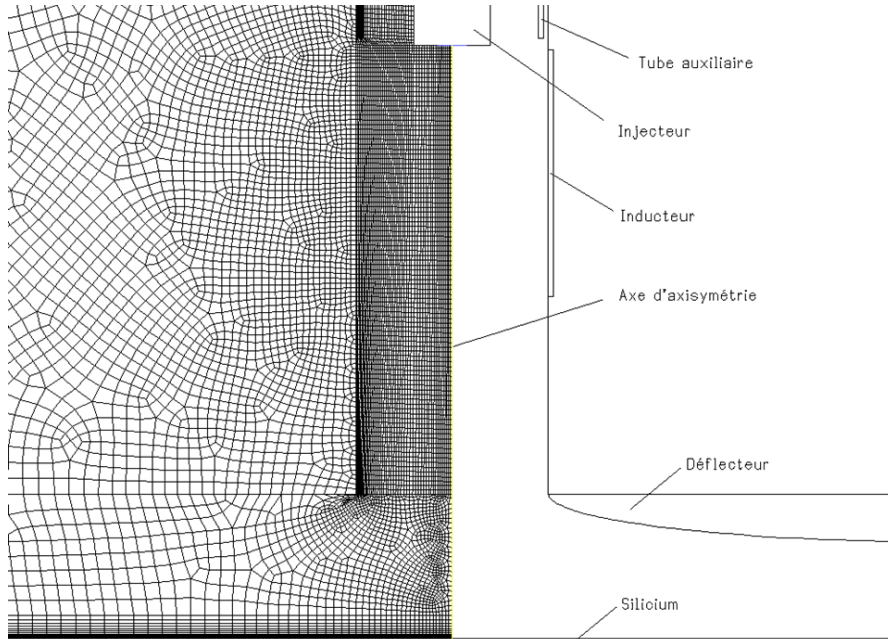 Tube auxiliaire
Injecteur
Inducteur
Axe d'axisymétrie
Déflecteur
Silicium